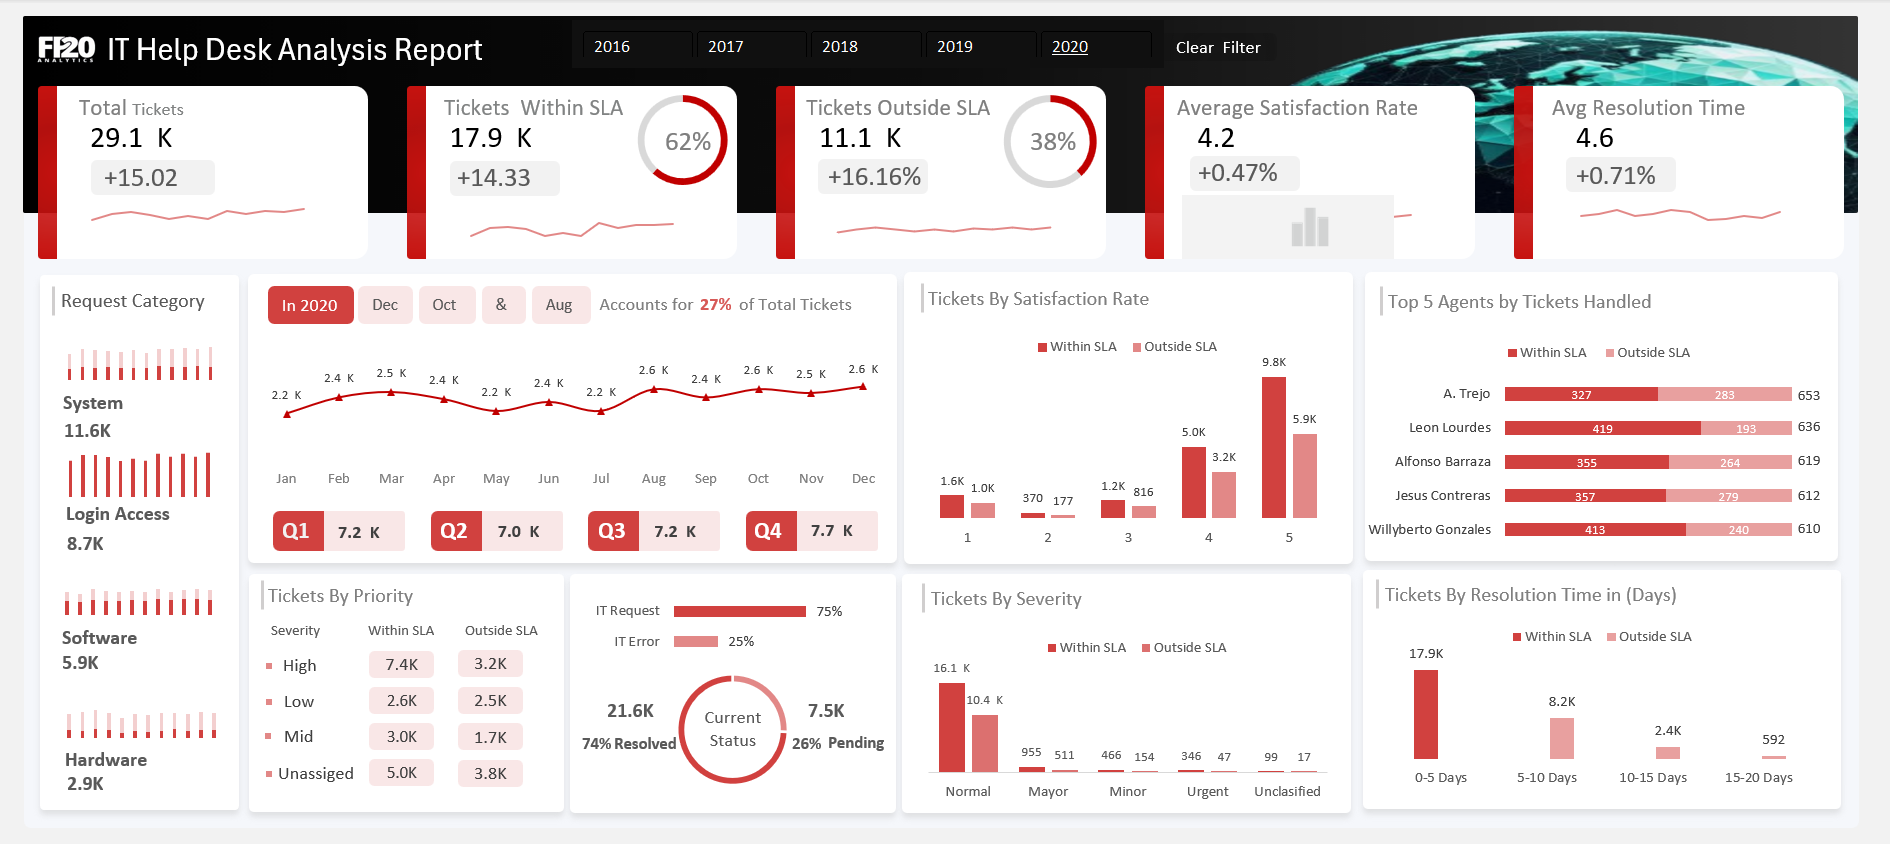 FP20
ANALYTICS
IT Help Desk Analysis Report
2016
2017
2018
2019
2020
Clear Filter
Total Tickets
29.1 K
+15.02
Tickets Within SLA
17.9 K
+14.33
62%
Tickets Outside SLA
11.1 K
+16.16%
38%
Average Satisfaction Rate
4.2
+0.47%
Avg Resolution Time
4.6
+0.71%
Request Category
System
11.6K
Login Access
8.7K
Software
5.9K
Hardware
2.9K
In 2020
Dec
Oct
&
Aug
Accounts for 27% of Total Tickets
2.2 K
2.4 K
2.5 K
2.4 K
2.2 K
2.4 K
2.2 K
2.6 K
2.4 K
2.6 K
2.5 K
2.6 K
Jan
Feb
Mar
Apr
May
Jun
Jul
Aug
Sep
Oct
Nov
Dec
Q1
7.2 K
Q2
7.0 K
Q3
7.2 K
Q4
7.7 K
Tickets By Satisfaction Rate
Within SLA
Outside SLA
1.6K
1.0K
370
177
1.2K
816
5.0K
3.2K
9.8K
5.9K
1
2
3
4
5
Top 5 Agents by Tickets Handled
Within SLA
Outside SLA
A. Trejo
327
283
653
Leon Lourdes
419
193
636
Alfonso Barraza
355
264
619
Jesus Contreras
357
279
612
Willyberto Gonzales
413
240
610
Tickets By Priority
Severity
Within SLA
Outside SLA
High
7.4K
3.2K
Low
2.6K
2.5K
Mid
3.0K
1.7K
Unassiged
5.0K
3.8K
IT Request
75%
IT Error
25%
21.6K
74% Resolved
Current
Status
7.5K
26% Pending
Tickets By Severity
Within SLA
Outside SLA
16.1 K
10.4 K
955
511
466
154
346
47
99
17
Normal
Mayor
Minor
Urgent
Unclasified
Tickets By Resolution Time in (Days)
Within SLA
Outside SLA
17.9K
8.2K
2.4K
592
0-5 Days
5-10 Days
10-15 Days
15-20 Days